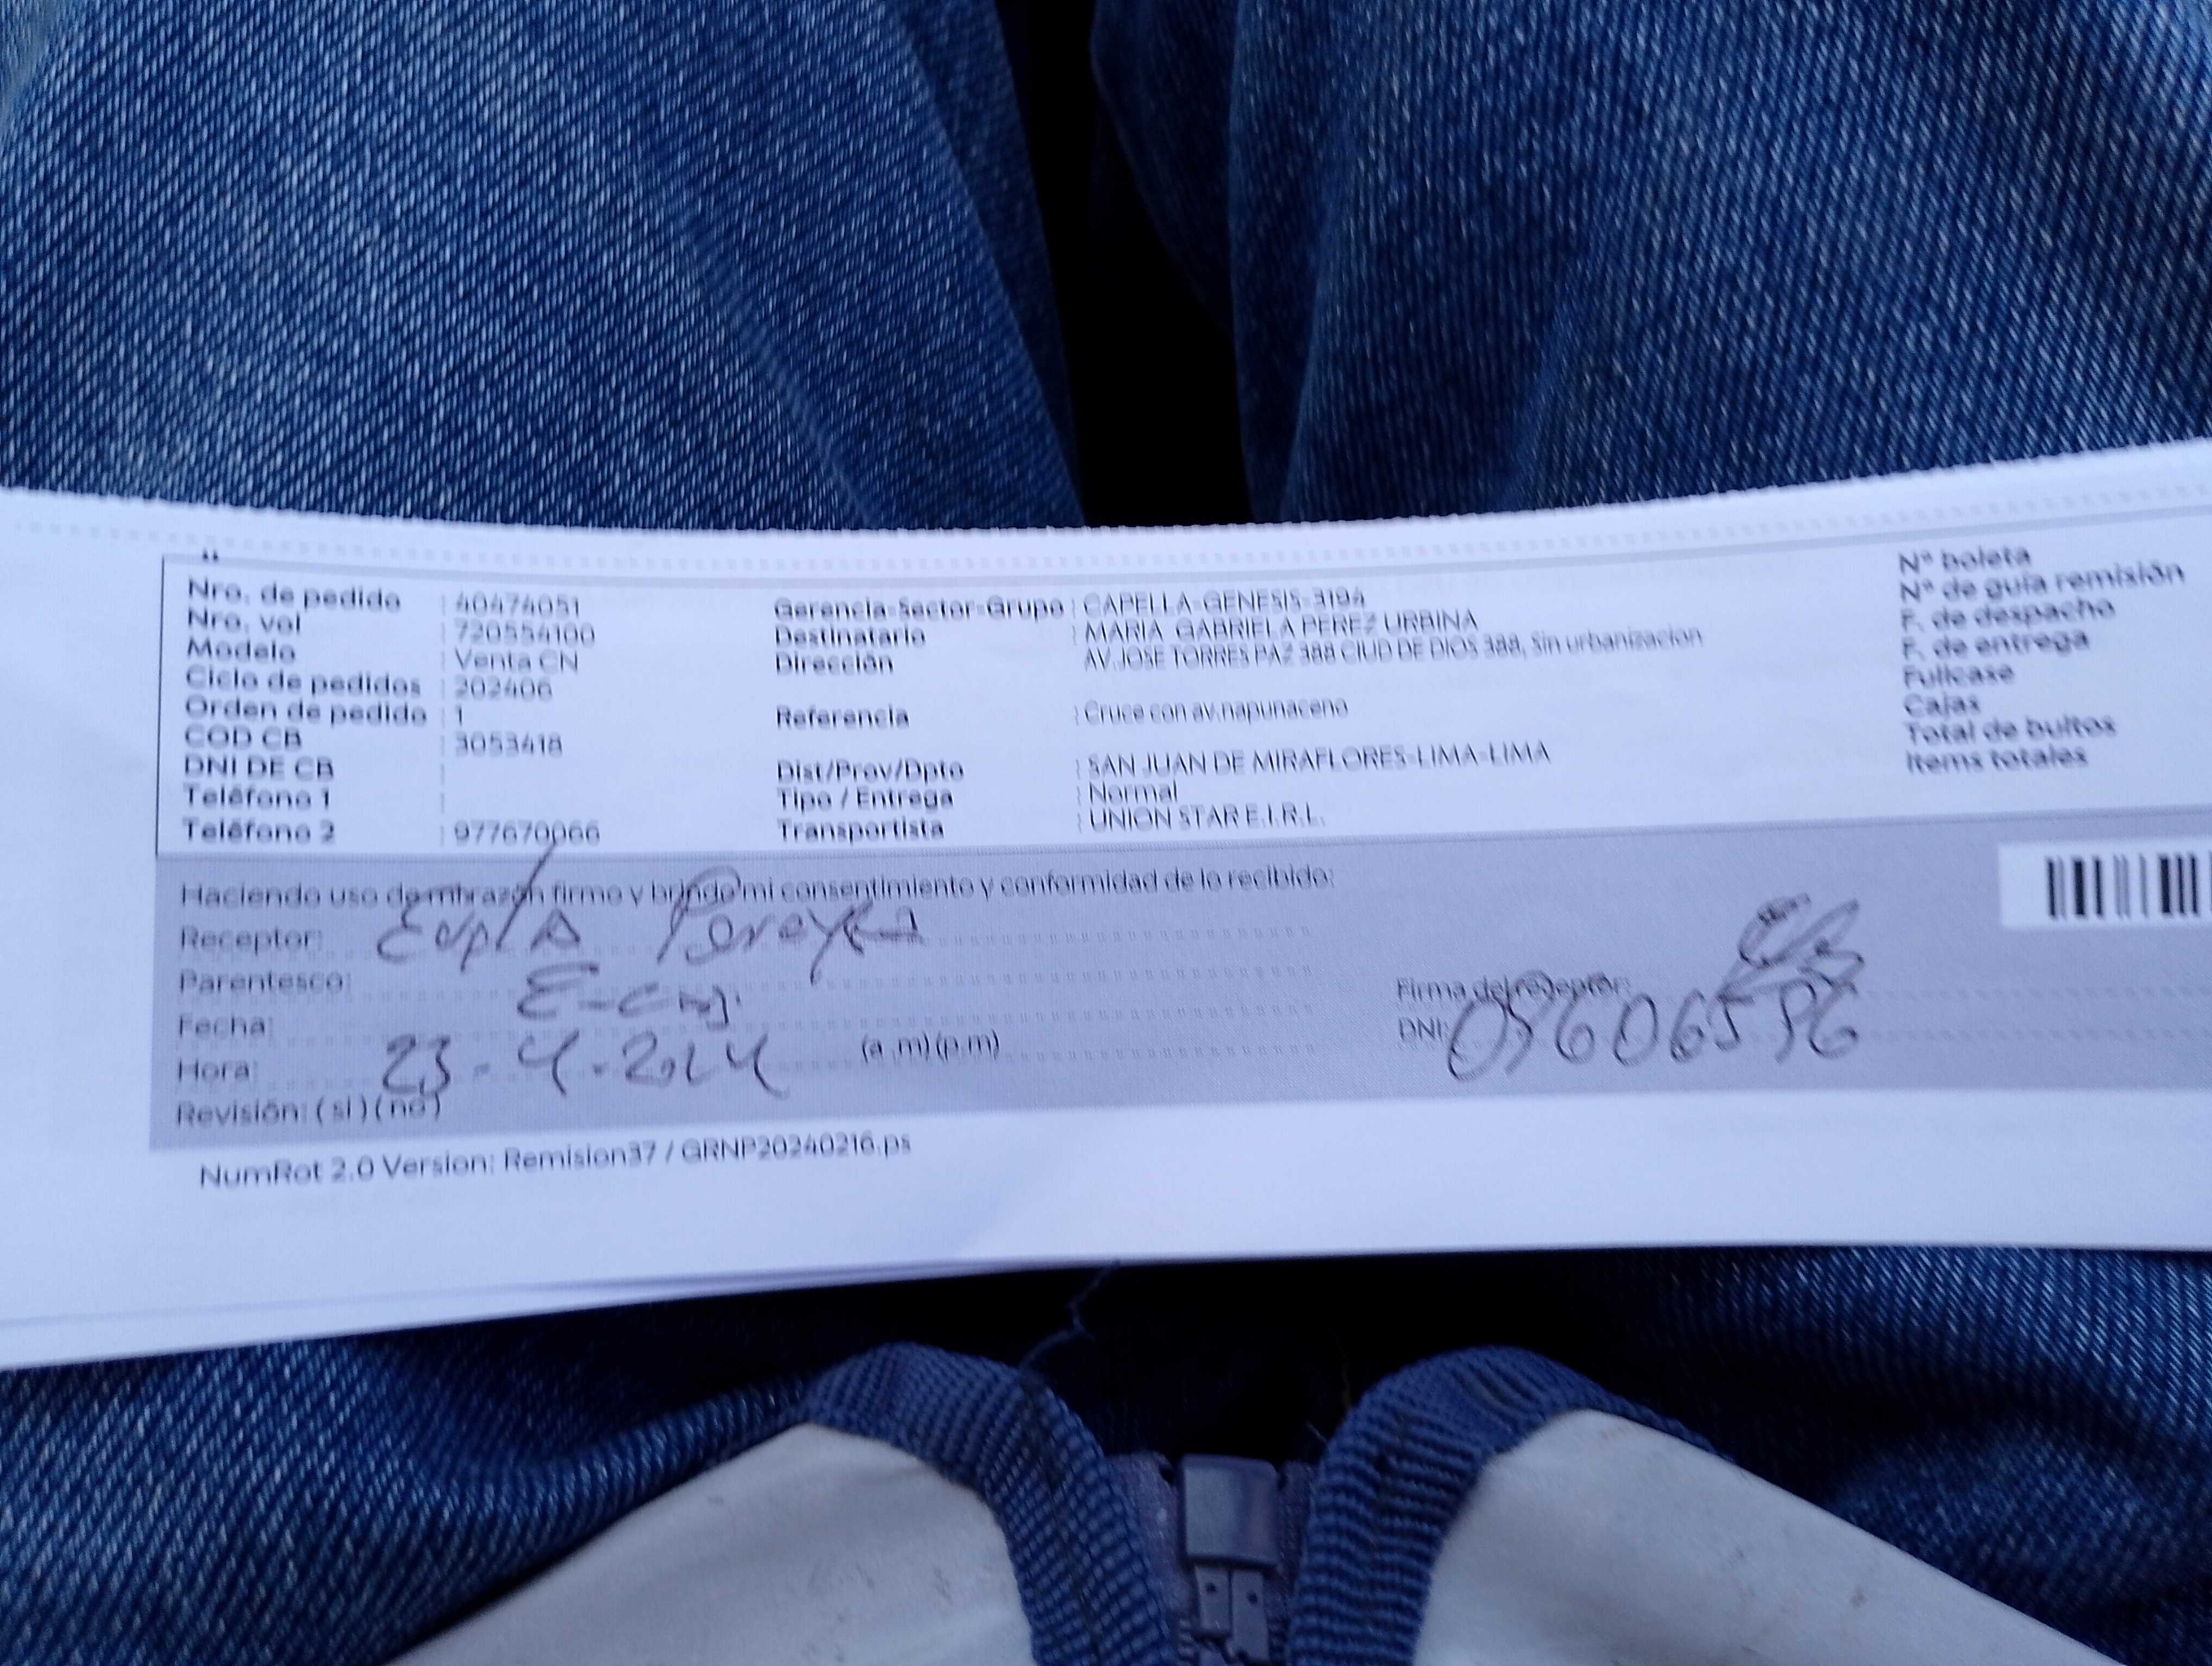 Nro. de pedido : 40474051
Nro. vol : 720554100
Modelo : Venta CN
Ciclo de pedidos : 202406
Orden de pedido : 1
COD CB : 3053418
DNI DE CB :
Teléfono 1 :
Teléfono 2 : 977670066
Gerencia-Sector-Grupo : CAPELLA-GENESIS-3194
Destinatario : MARIA GABRIELA PEREZ URBINA
Dirección AV.JOSE TORRES PAZ 388 CIUD DE DIOS 388, Sin urbanizacion
Referencia : Cruce con av.napunaceno
Dist/Prov/Dpto : SAN JUAN DE MIRAFLORES-LIMA-LIMA
Tipo / Entrega : Normal
Transportista : UNION STAR E.I.R.L.
N° boleta
N° de guía remisión
F. de despacho
F. de entrega
Fullcase
Cajas
Total de bultos
Items totales
Haciendo uso de mi razón firmo y brindo mi consentimiento y conformidad de lo recibido:
Receptor: Pereyra
Parentesco:
Fecha:
Hora: 23-4-2024 (a.m)(p.m)
Revisión: (si)(no)
Firma del receptor:
DNI:
NumRot 2.0 Version: Remision37 / GRNP20240216.ps